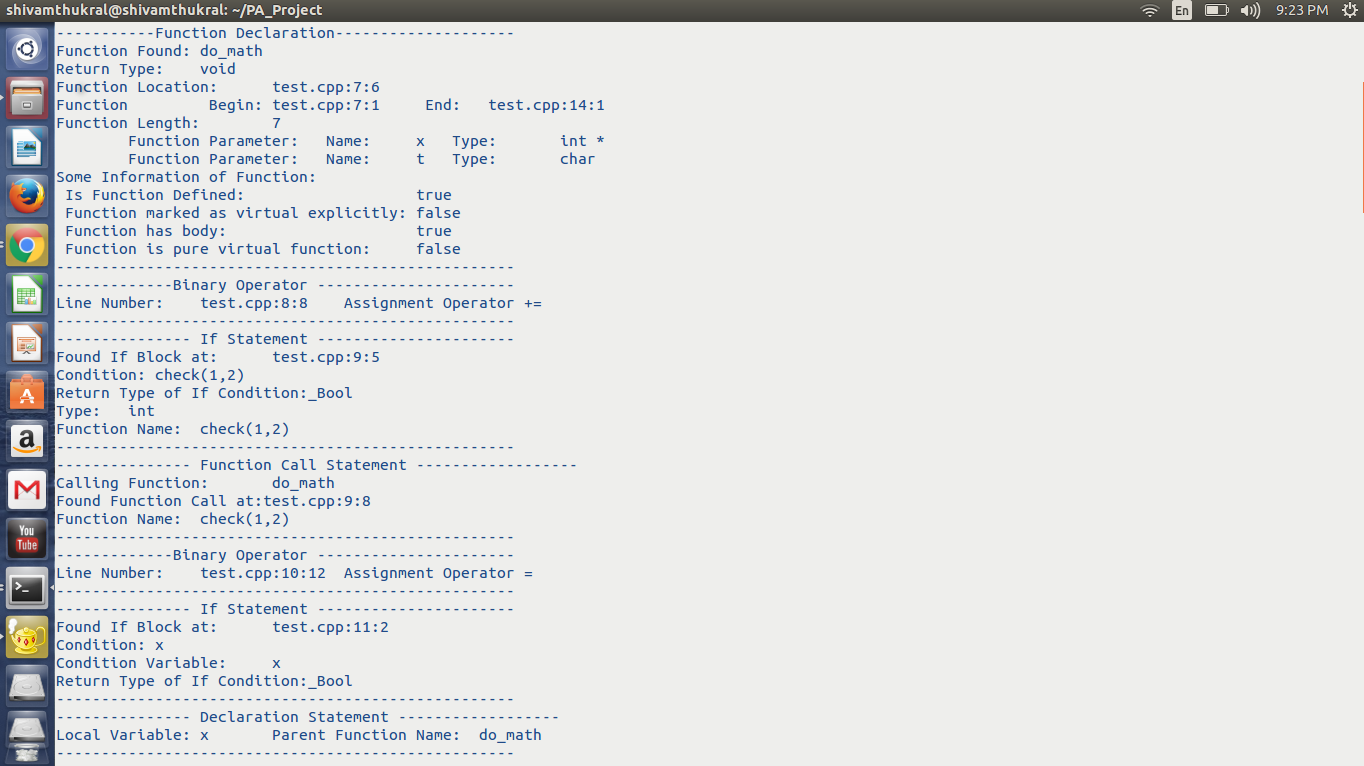 shivamthukral@shivamthukral: ~/PA_Project
En
9:23 PM
-----------Function Declaration--------------------
Function Found: do_math
Return Type:    void
Function Location:      test.cpp:7:6
Function         Begin: test.cpp:7:1     End:   test.cpp:14:1
Function Length:        7
        Function Parameter:   Name:     x   Type:       int *
        Function Parameter:   Name:     t   Type:       char
Some Information of Function:
 Is Function Defined:                   true
 Function marked as virtual explicitly: false
 Function has body:                     true
 Function is pure virtual function:     false
---------------------------------------------------
-------------Binary Operator ----------------------
Line Number:    test.cpp:8:8    Assignment Operator +=
---------------------------------------------------
--------------- If Statement ----------------------
Found If Block at:      test.cpp:9:5
Condition: check(1,2)
Return Type of If Condition:_Bool
Type:   int
Function Name:  check(1,2)
---------------------------------------------------
--------------- Function Call Statement ------------------
Calling Function:       do_math
Found Function Call at:test.cpp:9:8
Function Name:  check(1,2)
---------------------------------------------------
-------------Binary Operator ----------------------
Line Number:    test.cpp:10:12  Assignment Operator =
---------------------------------------------------
--------------- If Statement ----------------------
Found If Block at:      test.cpp:11:2
Condition: x
Condition Variable:     x
Return Type of If Condition:_Bool
---------------------------------------------------
--------------- Declaration Statement ------------------
Local Variable: x       Parent Function Name:  do_math
---------------------------------------------------
A
a
You
Tube
>_